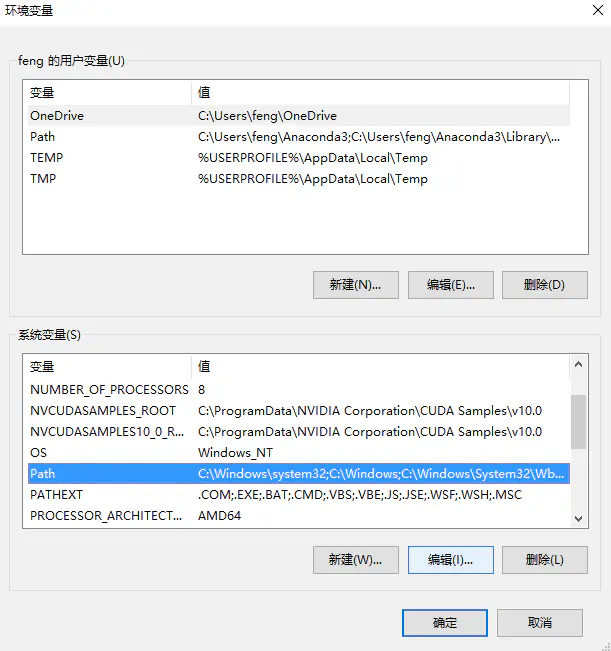 环境变量
feng 的用户变量(U)
变量 值
OneDrive C:\Users\feng\OneDrive
Path C:\Users\feng\Anaconda3;C:\Users\feng\Anaconda3\Library\...
TEMP %USERPROFILE%\AppData\Local\Temp
TMP %USERPROFILE%\AppData\Local\Temp
新建(N)... 编辑(E)... 删除(D)
系统变量(S)
变量 值
NUMBER_OF_PROCESSORS 8
NVCUDASAMPLES_ROOT C:\ProgramData\NVIDIA Corporation\CUDA Samples\v10.0
NVCUDASAMPLES10_0_R... C:\ProgramData\NVIDIA Corporation\CUDA Samples\v10.0
OS Windows_NT
Path C:\Windows\system32;C:\Windows;C:\Windows\System32\Wb...
PATHEXT .COM;.EXE;.BAT;.CMD;.VBS;.VBE;.JS;.JSE;.WSF;.WSH;.MSC
PROCESSOR_ARCHITECT... AMD64
新建(W)... 编辑(I)... 删除(L)
确定 取消